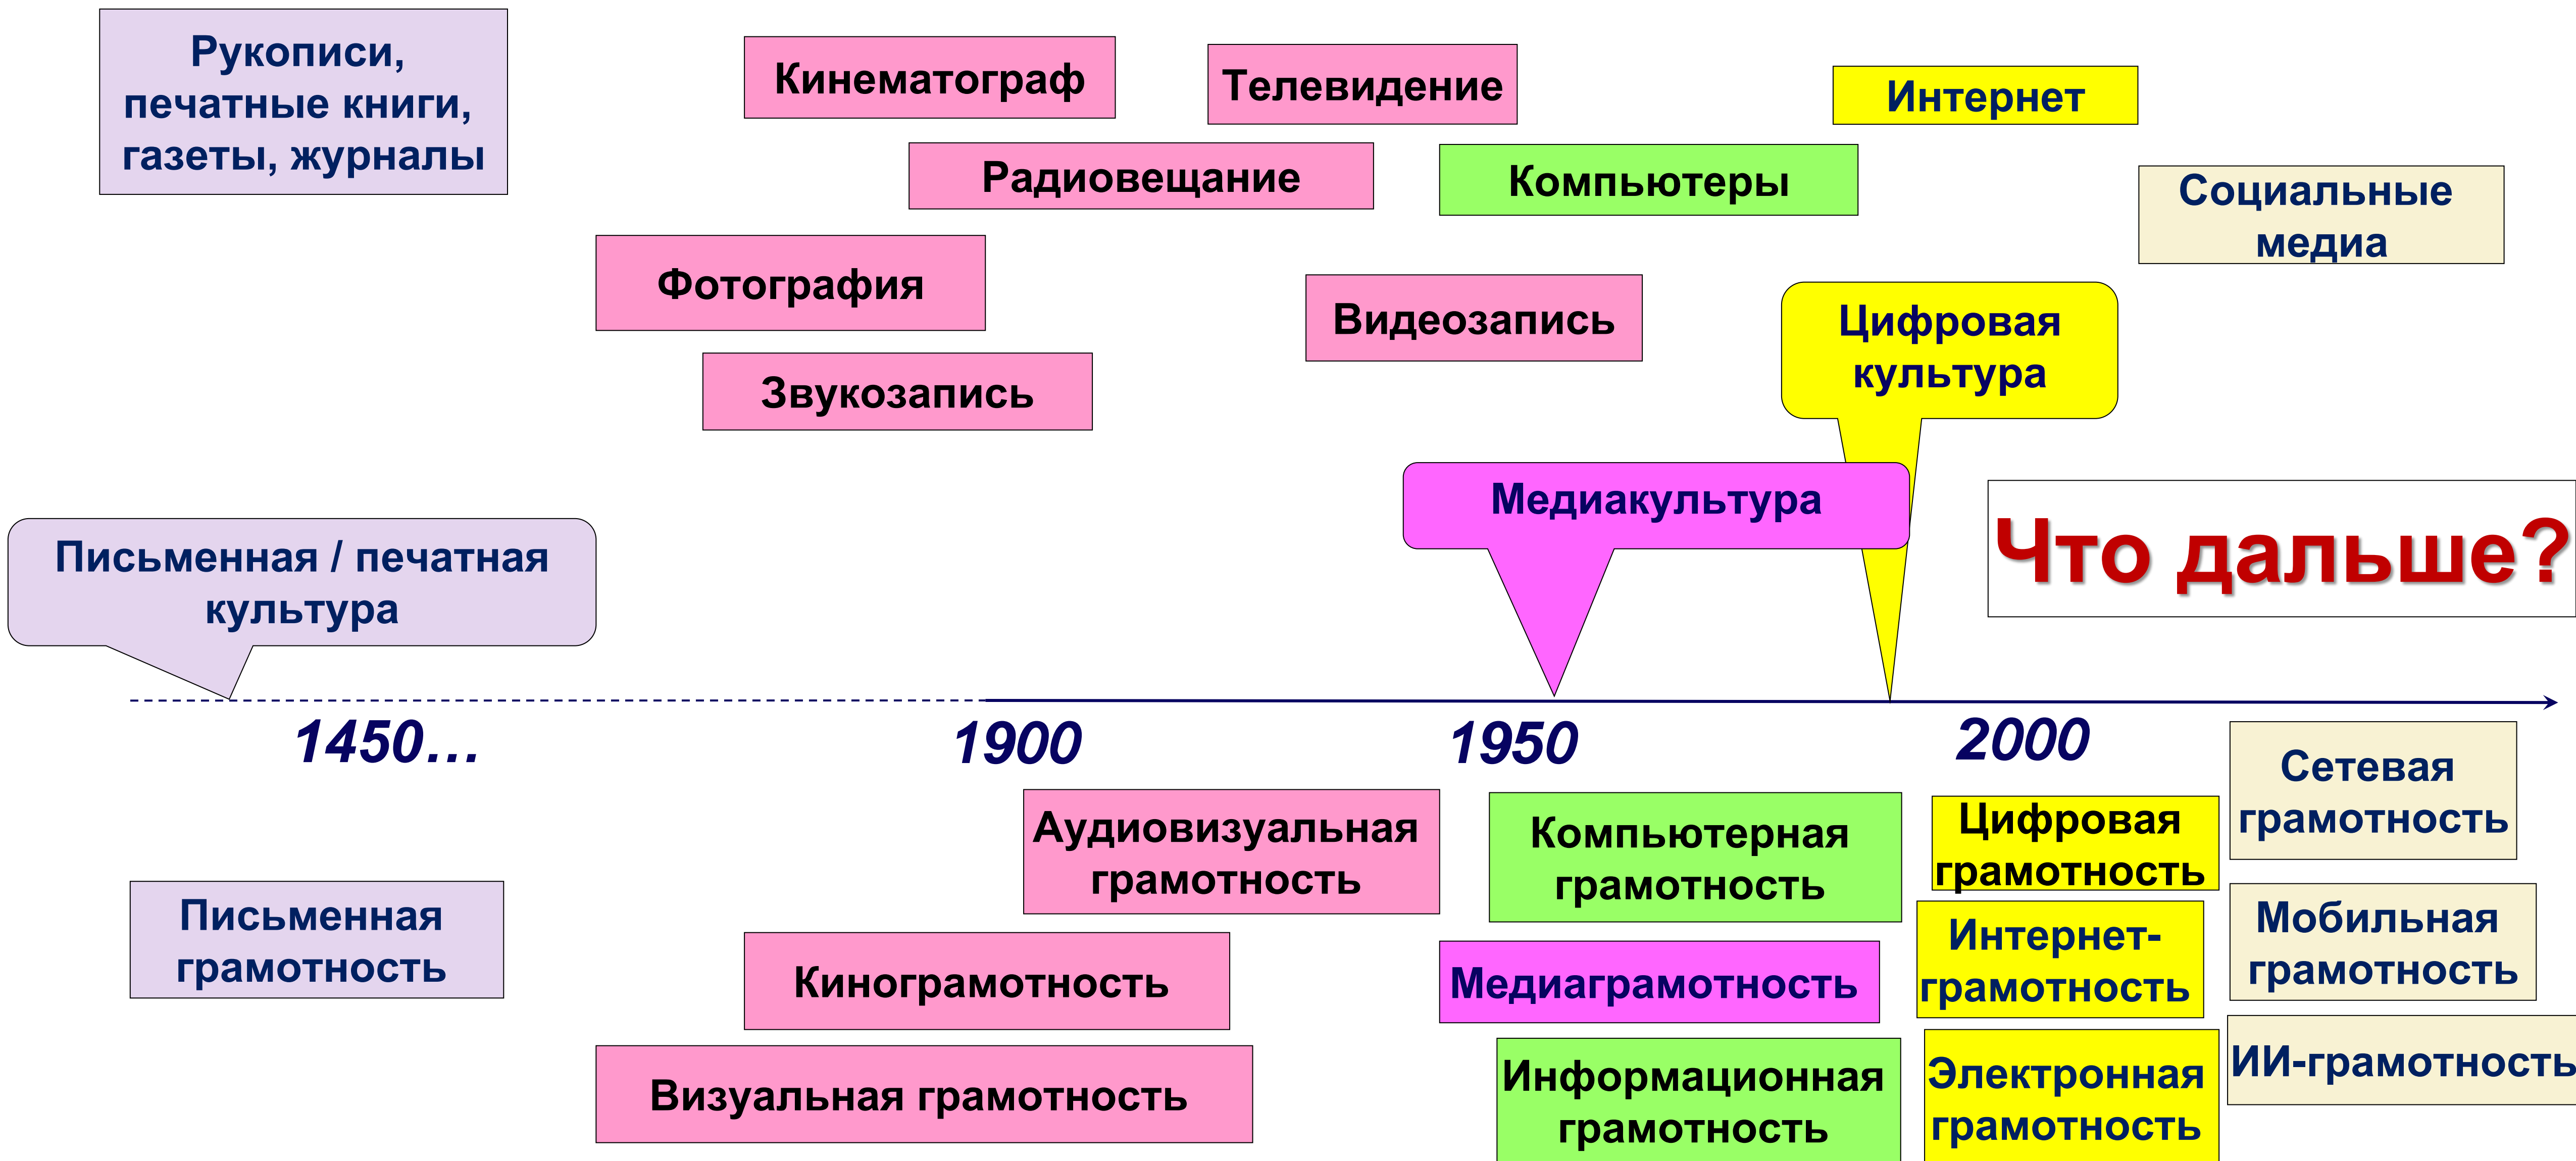 Рукописи,
печатные книги,
газеты, журналы
Кинематограф
Телевидение
Интернет
Радиовещание
Компьютеры
Социальные
медиа
Фотография
Видеозапись
Цифровая
культура
Звукозапись
Медиакультура
Что дальше?
Письменная / печатная
культура
1450...
1900
1950
2000
Сетевая
грамотность
Аудиовизуальная
грамотность
Компьютерная
грамотность
Цифровая
грамотность
Письменная
грамотность
Кинограмотность
Медиаграмотность
Интернет-
грамотность
Мобильная
грамотность
Визуальная грамотность
Информационная
грамотность
Электронная
грамотность
ИИ-грамотность